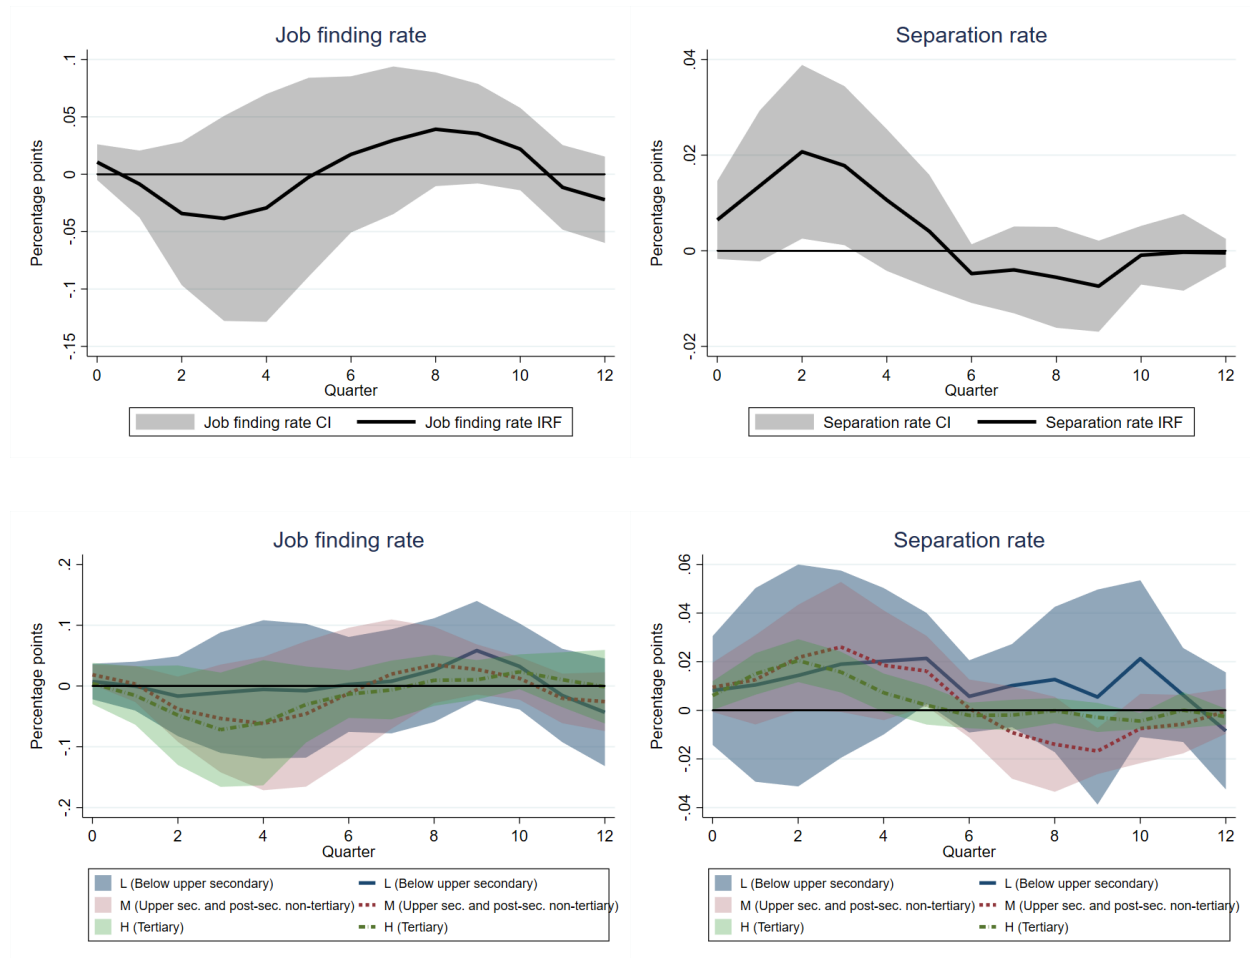 Job finding rate
Percentage points
.1
.05
0
-.05
-.1
-.15
0 2 4 6 8 10 12
Quarter
Job finding rate CI Job finding rate IRF
Separation rate
Percentage points
.04
.02
0
-.02
0 2 4 6 8 10 12
Quarter
Separation rate CI Separation rate IRF
Job finding rate
Percentage points
.2
.1
0
-.1
-.2
0 2 4 6 8 10 12
Quarter
L (Below upper secondary) L (Below upper secondary)
M (Upper sec. and post-sec. non-tertiary) M (Upper sec. and post-sec. non-tertiary)
H (Tertiary) H (Tertiary)
Separation rate
Percentage points
.06
.04
.02
0
-.02
-.04
0 2 4 6 8 10 12
Quarter
L (Below upper secondary) L (Below upper secondary)
M (Upper sec. and post-sec. non-tertiary) M (Upper sec. and post-sec. non-tertiary)
H (Tertiary) H (Tertiary)